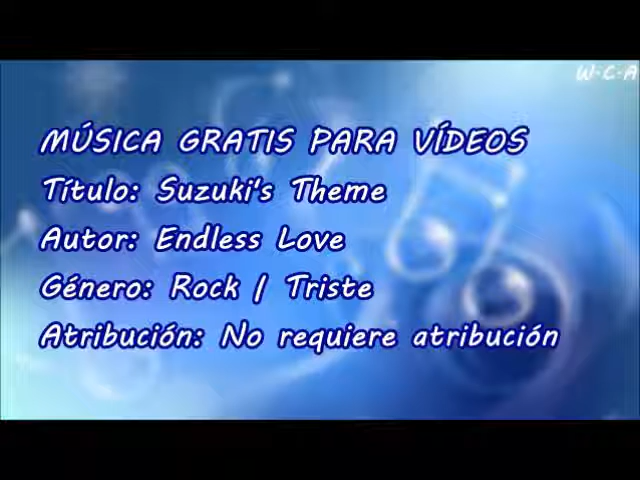 W-C-A
MÚSICA GRATIS PARA VÍDEOS
Título: Suzuki's Theme
Autor: Endless Love
Género: Rock / Triste
Atribución: No requiere atribución